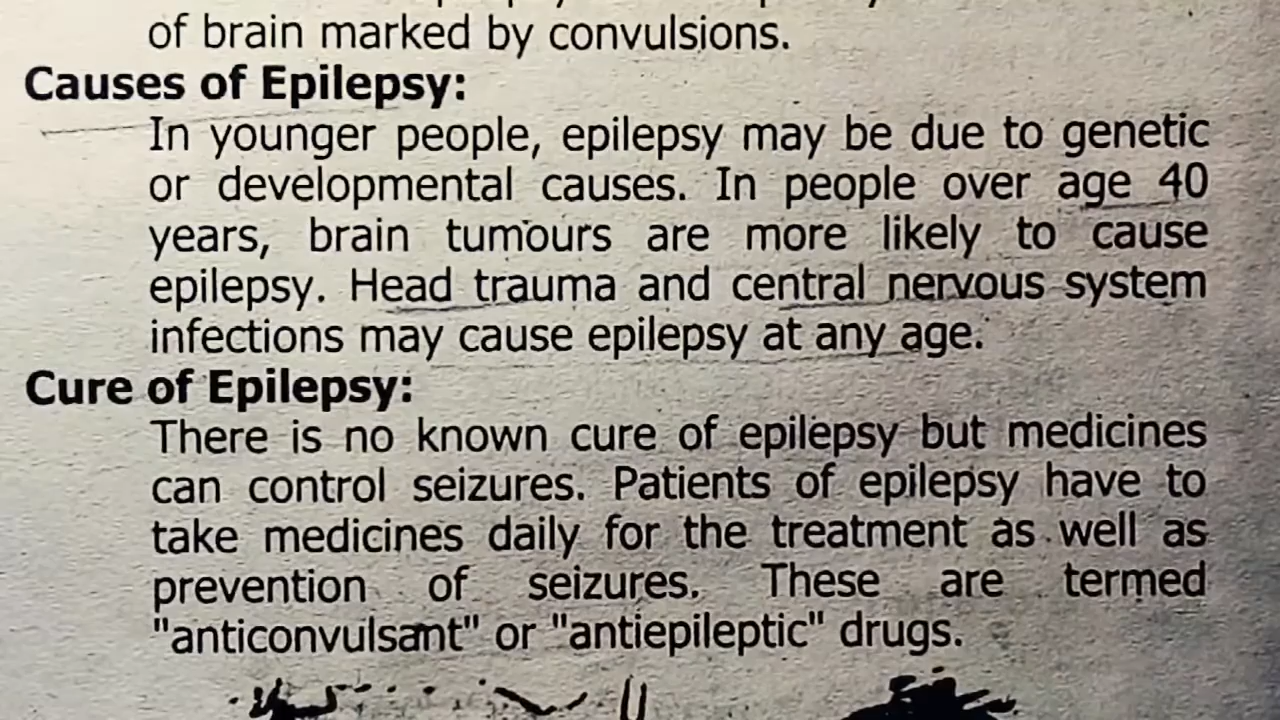 of brain marked by convulsions.
Causes of Epilepsy:
In younger people, epilepsy may be due to genetic
or developmental causes. In people over age 40
years, brain tumours are more likely to cause
epilepsy. Head trauma and central nervous system
infections may cause epilepsy at any age.
Cure of Epilepsy:
There is no known cure of epilepsy but medicines
can control seizures. Patients of epilepsy have to
take medicines daily for the treatment as well as
prevention of seizures. These are termed
"anticonvulsant" or "antiepileptic" drugs.